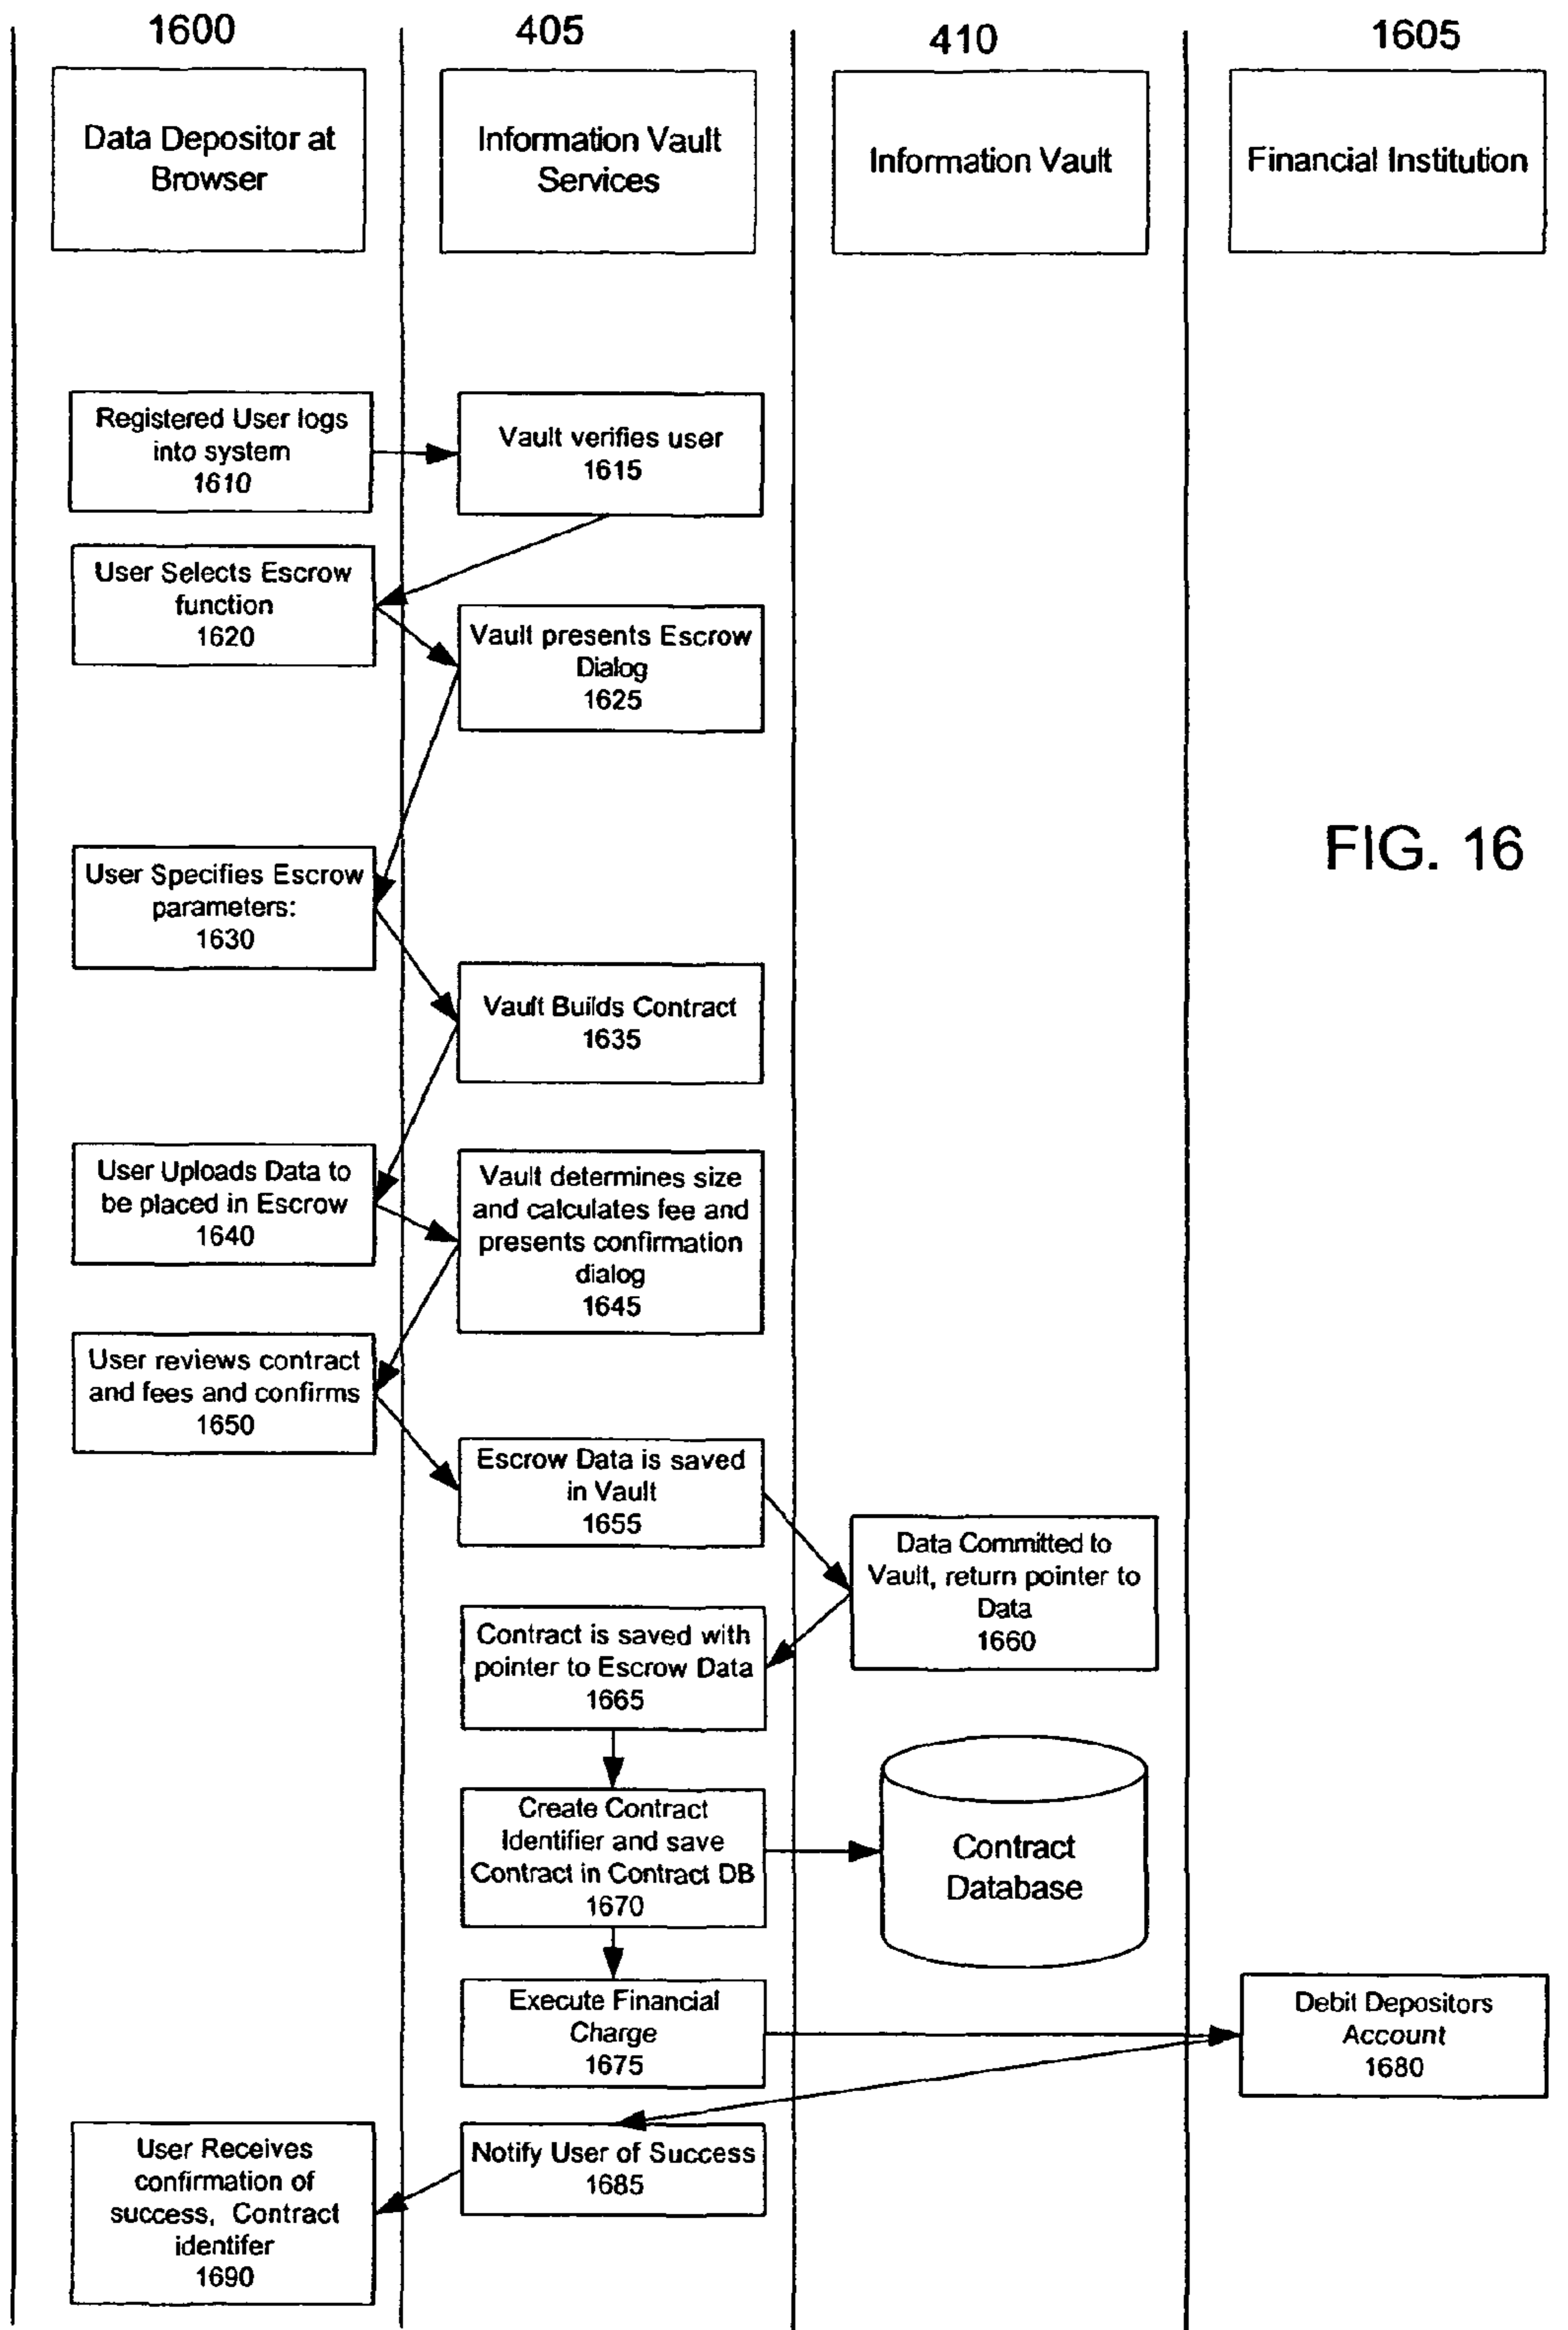 1600
405
410
1605
Data Depositor at
Browser
Information Vault
Services
Information Vault
Financial Institution
Registered User logs
into system
1610
Vault verifies user
1615
User Selects Escrow
function
1620
Vault presents Escrow
Dialog
1625
FIG. 16
User Specifies Escrow
parameters:
1630
Vault Builds Contract
1635
User Uploads Data to
be placed in Escrow
1640
Vault determines size
and calculates fee and
presents confirmation
dialog
1645
User reviews contract
and fees and confirms
1650
Escrow Data is saved
in Vault
1655
Data Committed to
Vault, return pointer to
Data
1660
Contract is saved with
pointer to Escrow Data
1665
Create Contract
Identifier and save
Contract in Contract DB
1670
Contract
Database
Execute Financial
Charge
1675
Debit Depositors
Account
1680
Notify User of Success
1685
User Receives
confirmation of
success, Contract
identifer
1690